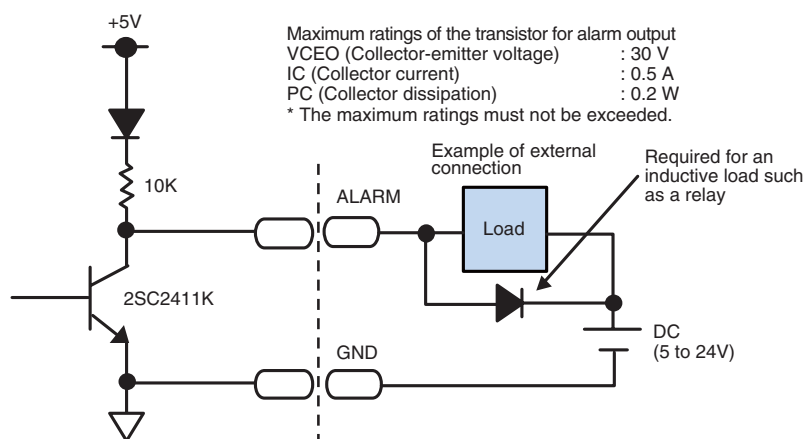 +5V
Maximum ratings of the transistor for alarm output
VCEO (Collector-emitter voltage) : 30 V
IC (Collector current) : 0.5 A
PC (Collector dissipation) : 0.2 W
* The maximum ratings must not be exceeded.
Example of external
connection
Required for an
inductive load such
as a relay
10K
ALARM
Load
2SC2411K
DC
(5 to 24V)
GND